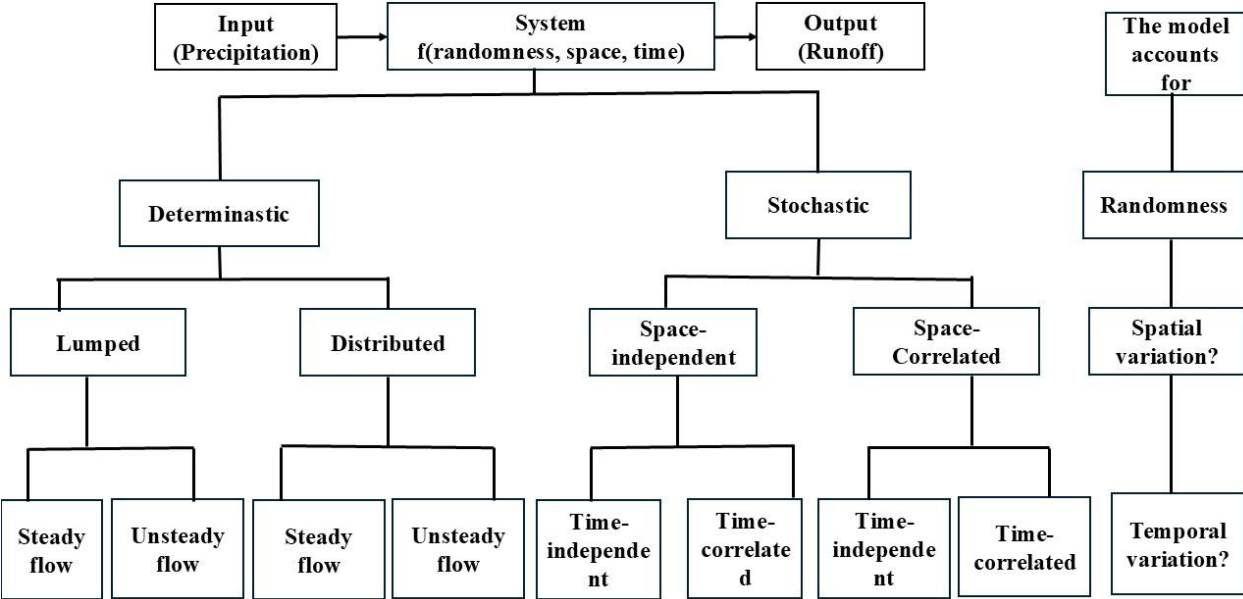 Input
(Precipitation)
System
f(randomness, space, time)
Output
(Runoff)
The model
accounts
for
Determinastic
Stochastic
Randomness
Lumped
Distributed
Space-
independent
Space-
Correlated
Spatial
variation?
Steady
flow
Unsteady
flow
Steady
flow
Unsteady
flow
Time-
independe
nt
Time-
correlate
d
Time-
independe
nt
Time-
correlated
Temporal
variation?